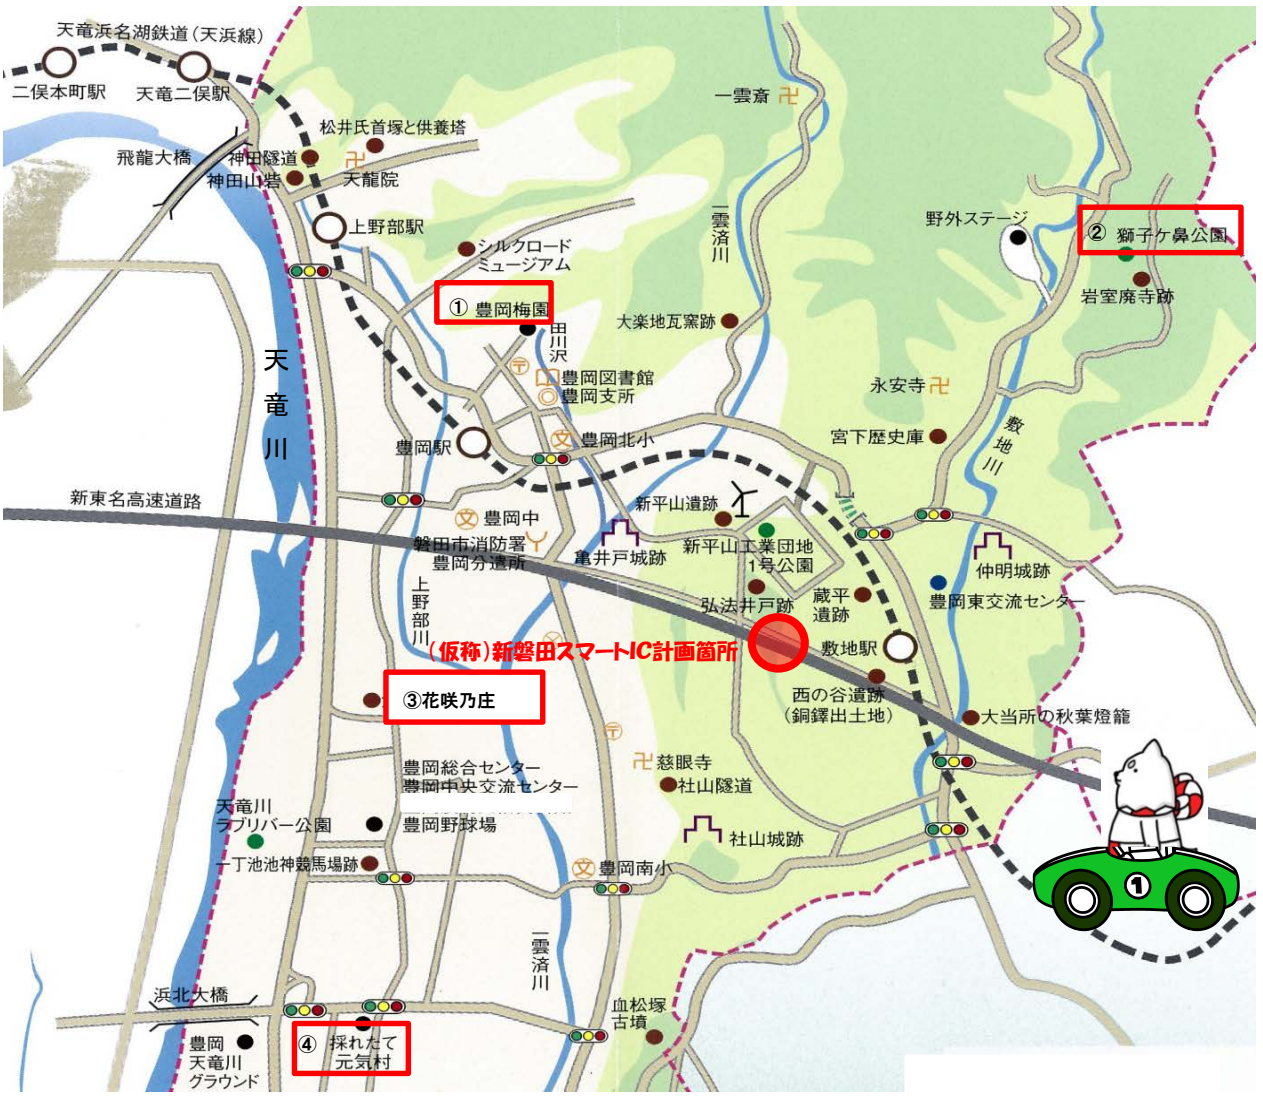 天竜浜名湖鉄道(天浜線)
二俣本町駅
天竜二俣駅
一雲斎
松井氏首塚と供養塔
飛龍大橋
神田隧道
神田山砦
天龍院
上野部駅
一雲済川
野外ステージ
② 獅子ケ鼻公園
シルクロード
ミュージアム
岩室廃寺跡
① 豊岡梅園
大楽地瓦窯跡
田川沢
天竜川
豊岡図書館
豊岡支所
永安寺
豊岡駅
文 豊岡北小
宮下歴史庫
敷地川
新東名高速道路
新平山遺跡
文 豊岡中
磐田市消防署
豊岡分遣所
亀井戸城跡
新平山工業団地
1号公園
仲明城跡
上野部川
弘法井戸跡
蔵平
遺跡
豊岡東交流センター
(仮称)新磐田スマートIC計画箇所
敷地駅
③花咲乃庄
西の谷遺跡
(銅鐸出土地)
大当所の秋葉燈籠
慈眼寺
豊岡総合センター
豊岡中央交流センター
社山隧道
天竜川
ラブリバー公園
豊岡野球場
社山城跡
一丁池池神競馬場跡
文 豊岡南小
①
一雲済川
浜北大橋
血松塚
古墳
豊岡
天竜川
グラウンド
④ 採れたて
元気村